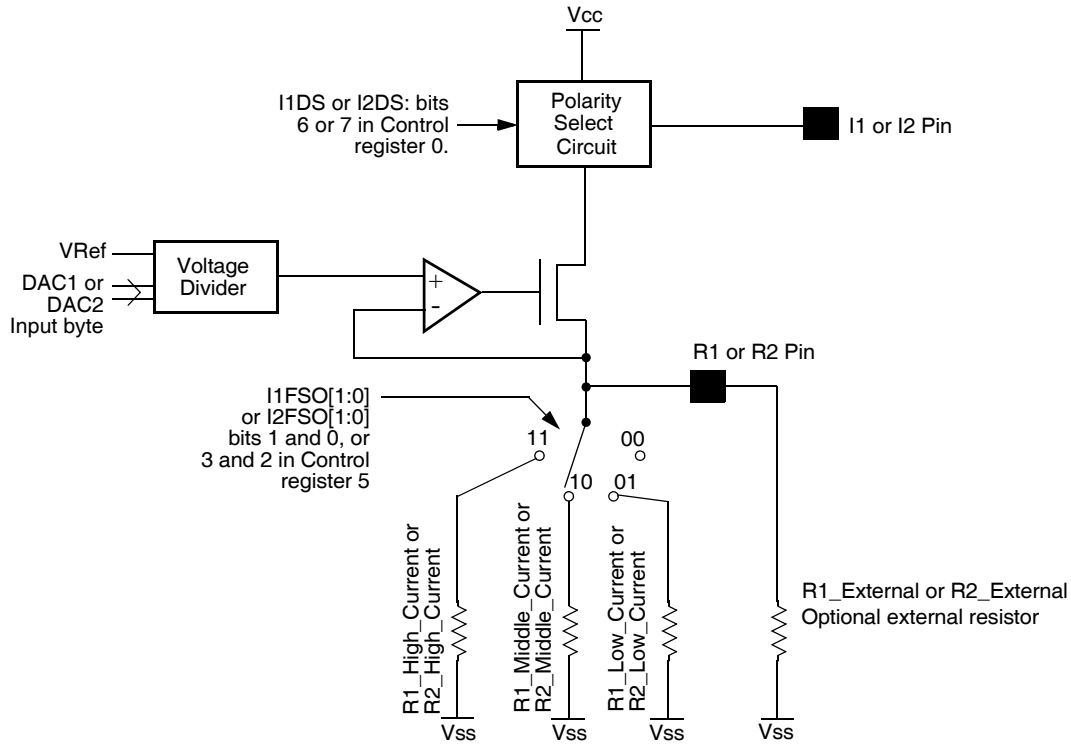 Vcc
I1DS or I2DS: bits
6 or 7 in Control
register 0.
Polarity
Select
Circuit
I1 or I2 Pin
VRef
DAC1 or
DAC2
Input byte
Voltage
Divider
+
-
R1 or R2 Pin
I1FSO[1:0]
or I2FSO[1:0]
bits 1 and 0, or
3 and 2 in Control
register 5
11
00
10
01
R1_High_Current or
R2_High_Current
R1_Middle_Current or
R2_Middle_Current
R1_Low_Current or
R2_Low_Current
R1_External or R2_External
Optional external resistor
Vss
Vss
Vss
Vss